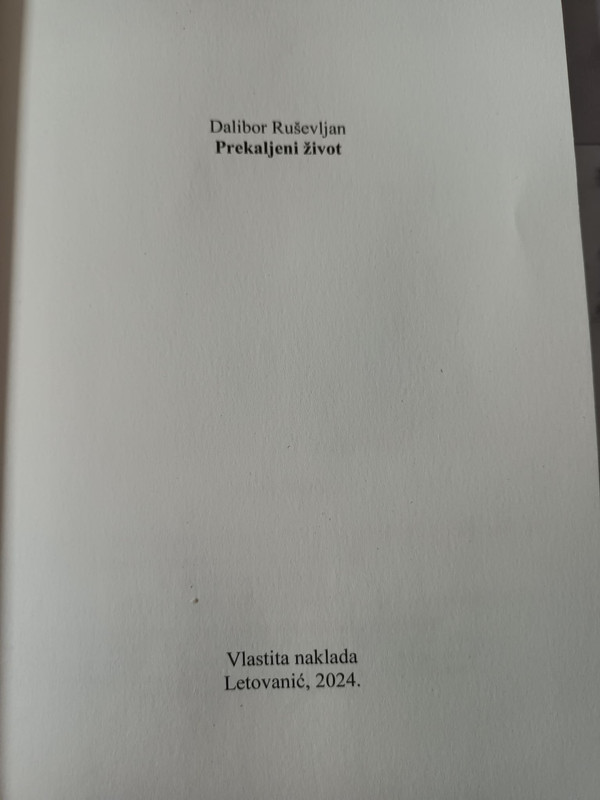 Dalibor Ruševljan
Prekaljeni život
Vlastita naklada
Letovanić, 2024.